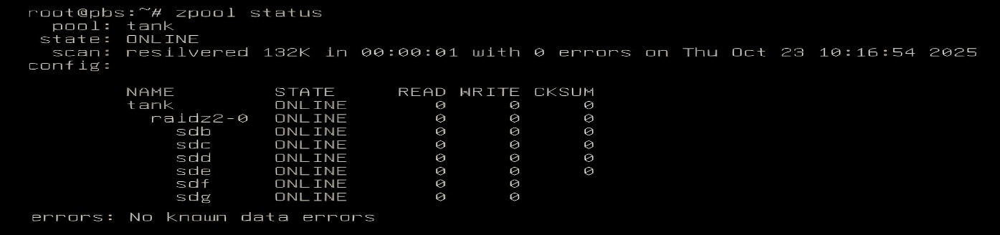 root@pbs:~# zpool status
  pool: tank
 state: ONLINE
  scan: resilvered 132K in 00:00:01 with 0 errors on Thu Oct 23 10:16:54 2025
config:

        NAME        STATE     READ WRITE CKSUM
        tank        ONLINE       0     0     0
          raidz2-0  ONLINE       0     0     0
            sdb     ONLINE       0     0     0
            sdc     ONLINE       0     0     0
            sdd     ONLINE       0     0     0
            sde     ONLINE       0     0     0
            sdf     ONLINE       0     0
            sdg     ONLINE       0     0

errors: No known data errors